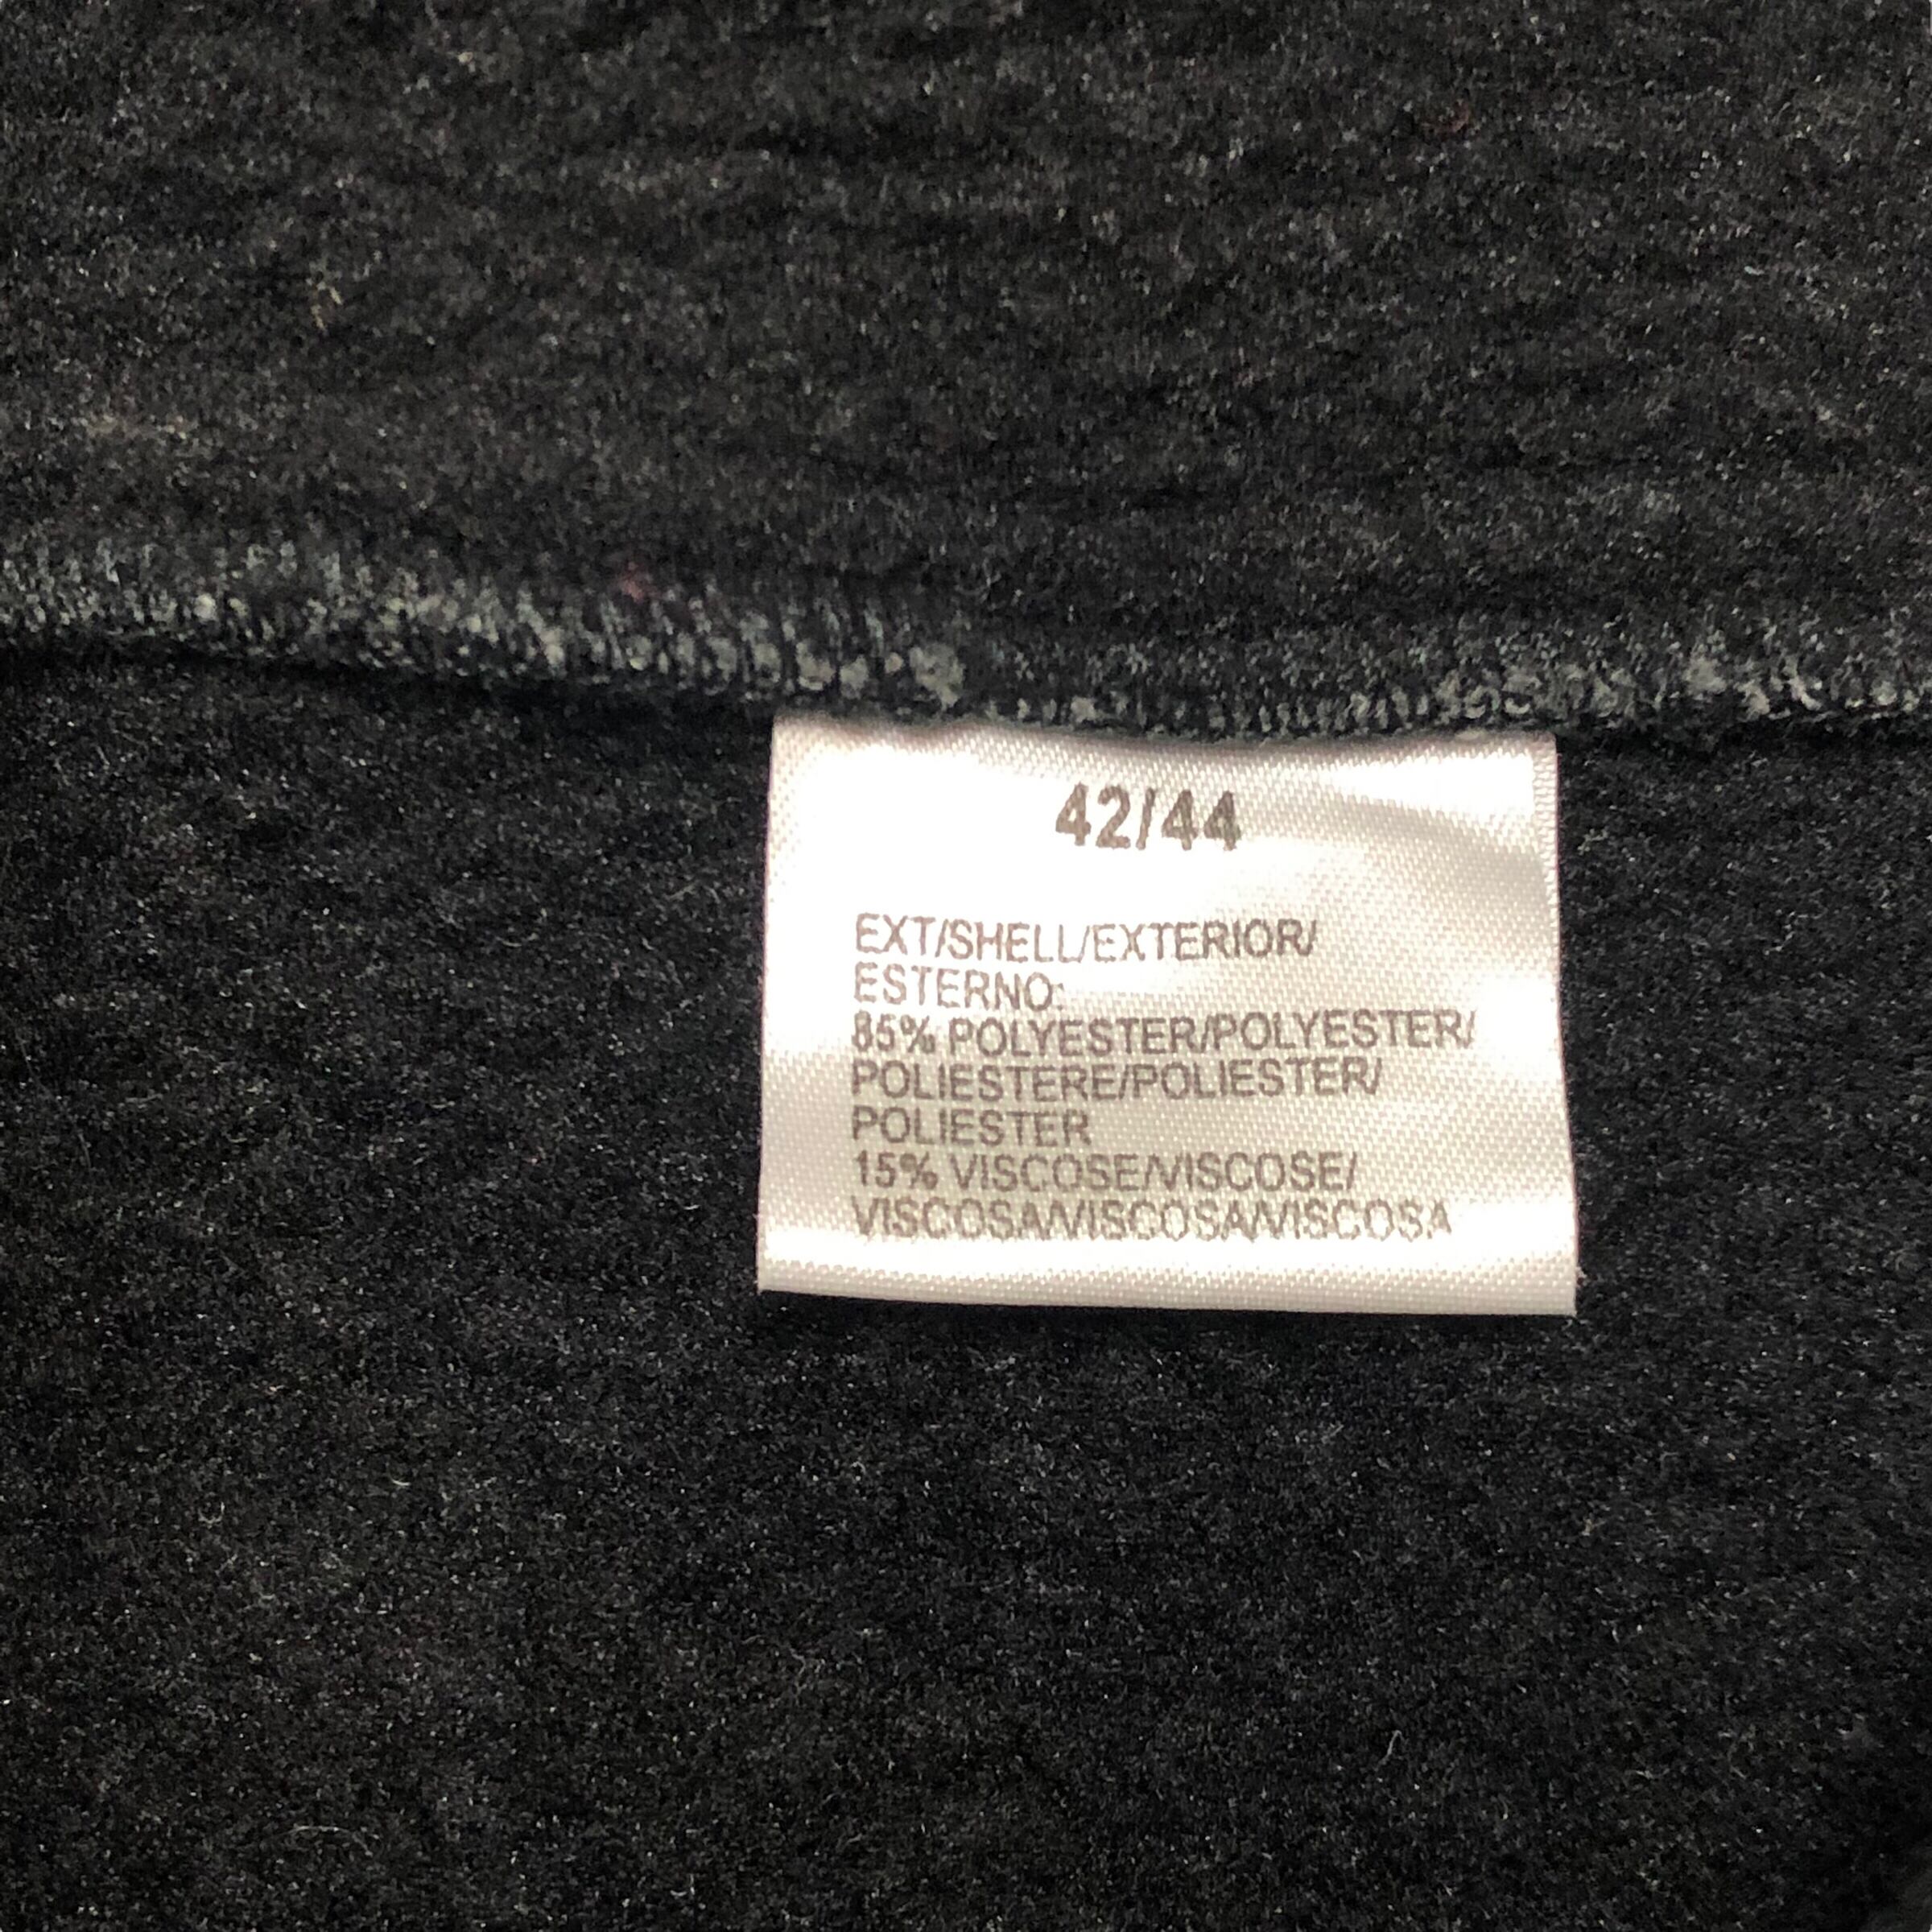 42/44
EXT/SHELL/EXTERIOR/
ESTERNO:
85% POLYESTER/POLYESTER/
POLIESTERE/POLIESTER/
POLIESTER
15% VISCOSE/VISCOSE/
VISCOSA/VISCOSA/VISCOSA